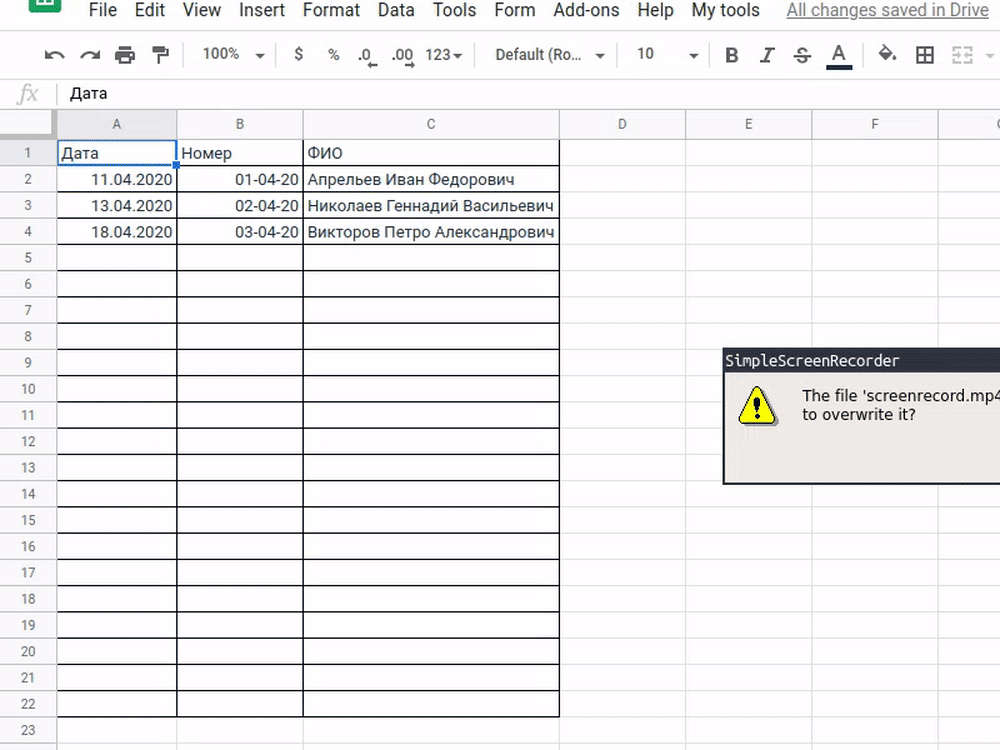 File Edit View Insert Format Data Tools Form Add-ons Help My tools All changes saved in Drive
100% $ % .0 .00 123 Default (Ro... 10 B I S A
fx Дата
A B C D E F
1 Дата Номер ФИО
2 11.04.2020 01-04-20 Апрельев Иван Федорович
3 13.04.2020 02-04-20 Николаев Геннадий Васильевич
4 18.04.2020 03-04-20 Викторов Петро Александрович
5
6
7
8
9
SimpleScreenRecorder
10
The file 'screenrecord.mp4
11
to overwrite it?
12
13
14
15
16
17
18
19
20
21
22
23